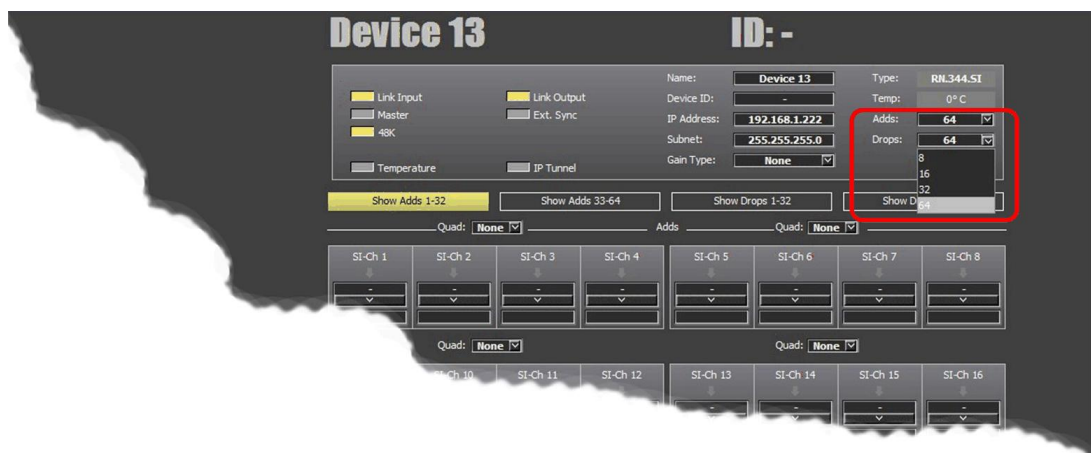 Device 13 ID: -
Name: Device 13 Type: RN.344.SI
Link Input Link Output Device ID: - Temp: 0° C
Master Ext. Sync IP Address: 192.168.1.222 Adds: 64
48K Subnet: 255.255.255.0 Drops: 64
Temperature IP Tunnel Gain Type: None
8
16
32
64
Show Adds 1-32 Show Adds 33-64 Show Drops 1-32 Show D
Quad: None Adds Quad: None
SI-Ch 1 SI-Ch 2 SI-Ch 3 SI-Ch 4 SI-Ch 5 SI-Ch 6 SI-Ch 7 SI-Ch 8
- - - - - - - -
Quad: None Quad: None
SI-Ch 10 SI-Ch 11 SI-Ch 12 SI-Ch 13 SI-Ch 14 SI-Ch 15 SI-Ch 16
- - - - - -